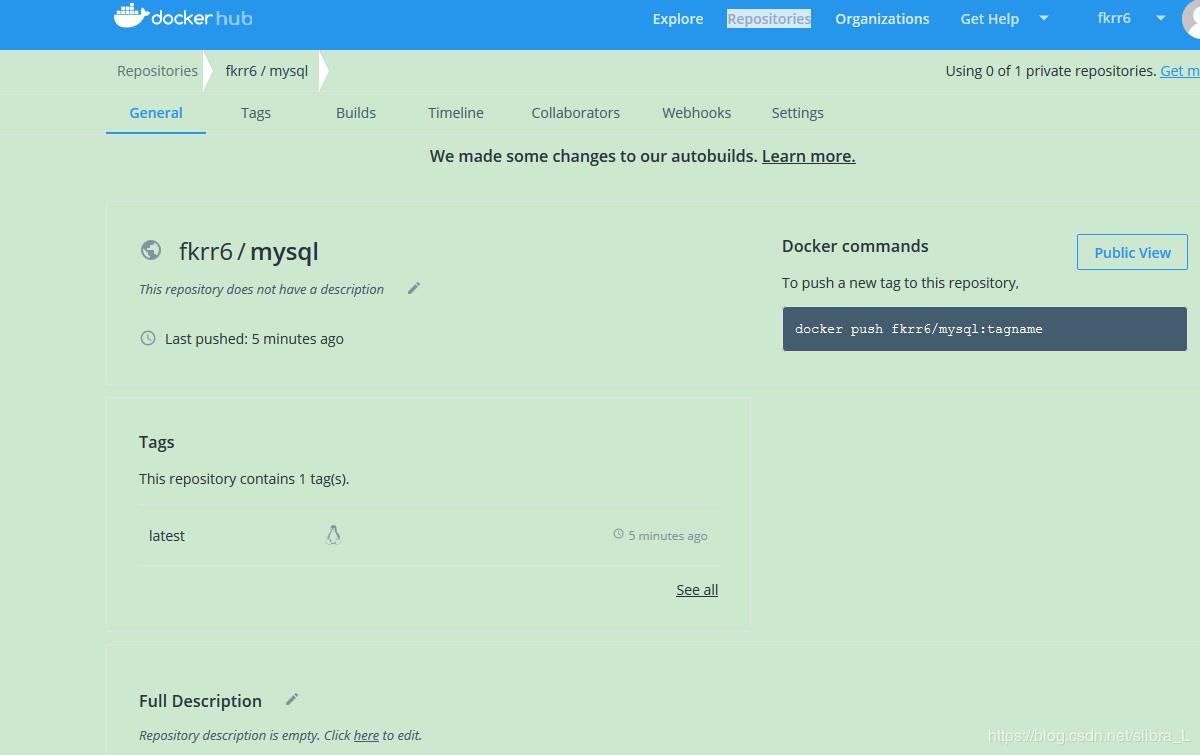 docker hub
Explore Repositories Organizations Get Help fkrr6
Repositories fkrr6 / mysql Using 0 of 1 private repositories. Get m
General Tags Builds Timeline Collaborators Webhooks Settings
We made some changes to our autobuilds. Learn more.
fkrr6 / mysql
This repository does not have a description
Last pushed: 5 minutes ago
Docker commands
Public View
To push a new tag to this repository,
docker push fkrr6/mysql:tagname
Tags
This repository contains 1 tag(s).
latest 5 minutes ago
See all
Full Description
Repository description is empty. Click here to edit.
https://blog.csdn.net/slibra_L